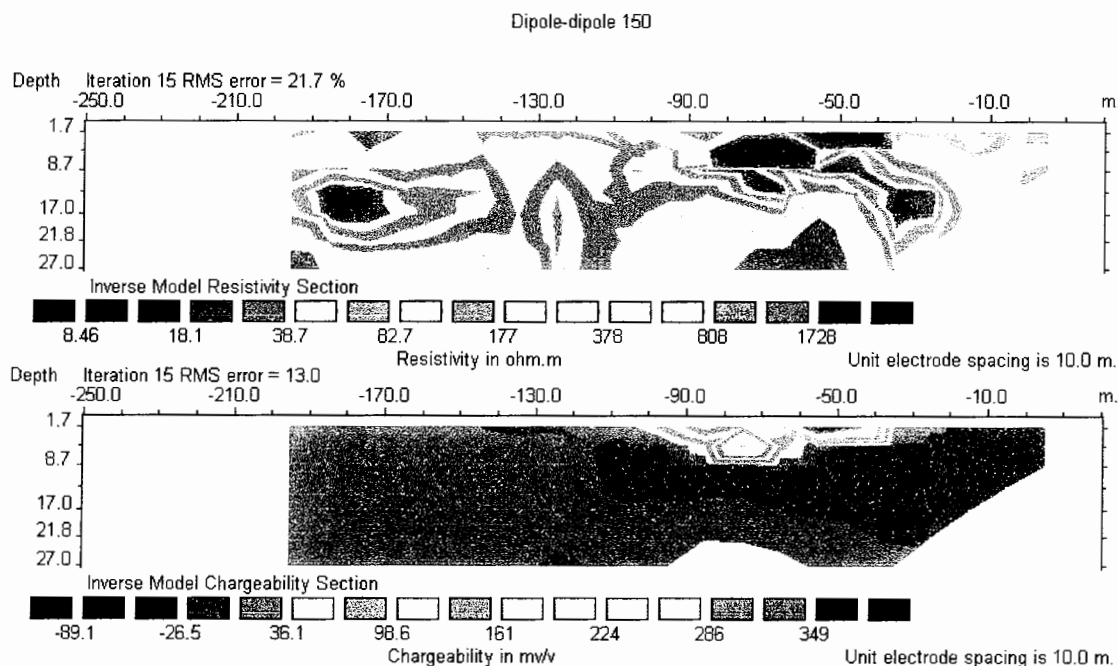 Dipole-dipole 150
Depth Iteration 15 RMS error = 21.7 %
-250.0 -210.0 -170.0 -130.0 -90.0 -50.0 -10.0 m.
1.7
8.7
17.0
21.8
27.0
Inverse Model Resistivity Section
8.46 18.1 38.7 82.7 177 378 808 1728
Resistivity in ohm.m Unit electrode spacing is 10.0 m.
Depth Iteration 15 RMS error = 13.0
-250.0 -210.0 -170.0 -130.0 -90.0 -50.0 -10.0 m.
1.7
8.7
17.0
21.8
27.0
Inverse Model Chargeability Section
-89.1 -26.5 36.1 98.6 161 224 286 349
Chargeability in mv/v Unit electrode spacing is 10.0 m.